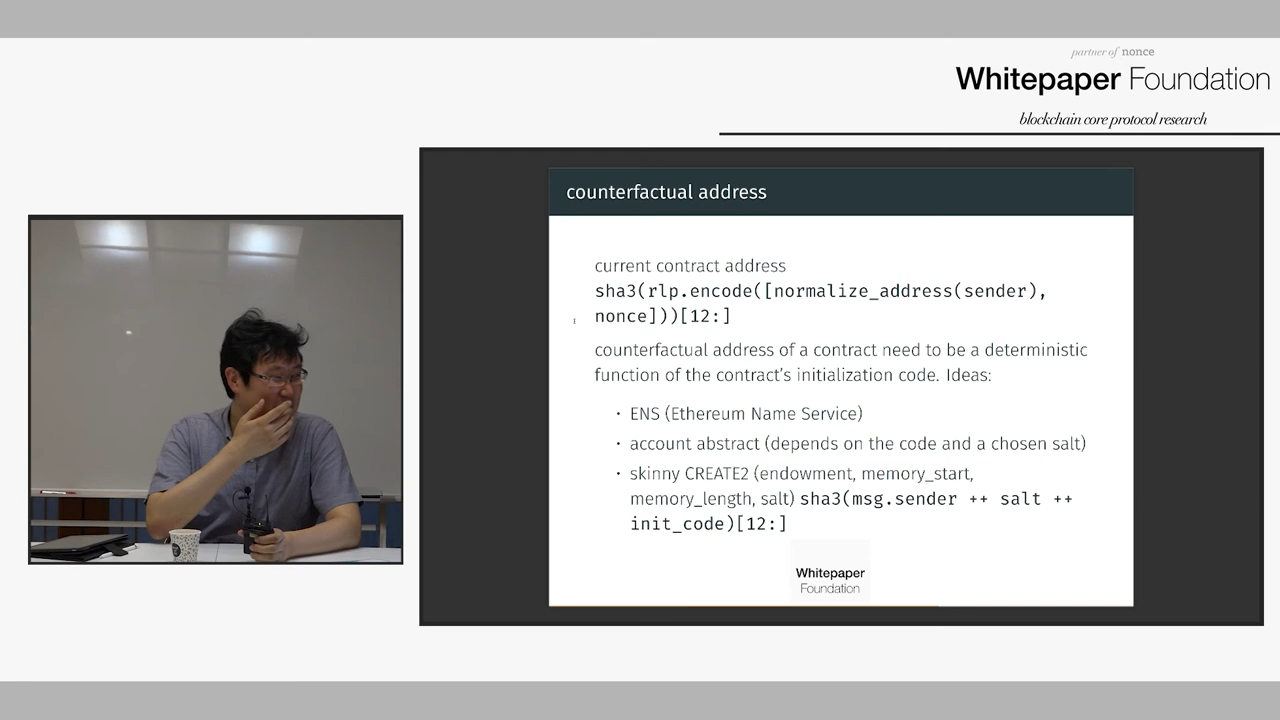 partner of nonce
Whitepaper Foundation
blockchain core protocol research
counterfactual address
current contract address
sha3(rlp.encode([normalize_address(sender),
nonce]))[12:]
counterfactual address of a contract need to be a deterministic
function of the contract's initialization code. Ideas:
· ENS (Ethereum Name Service)
· account abstract (depends on the code and a chosen salt)
· skinny CREATE2 (endowment, memory_start,
memory_length, salt) sha3(msg.sender ++ salt ++
init_code)[12:]
Whitepaper
Foundation